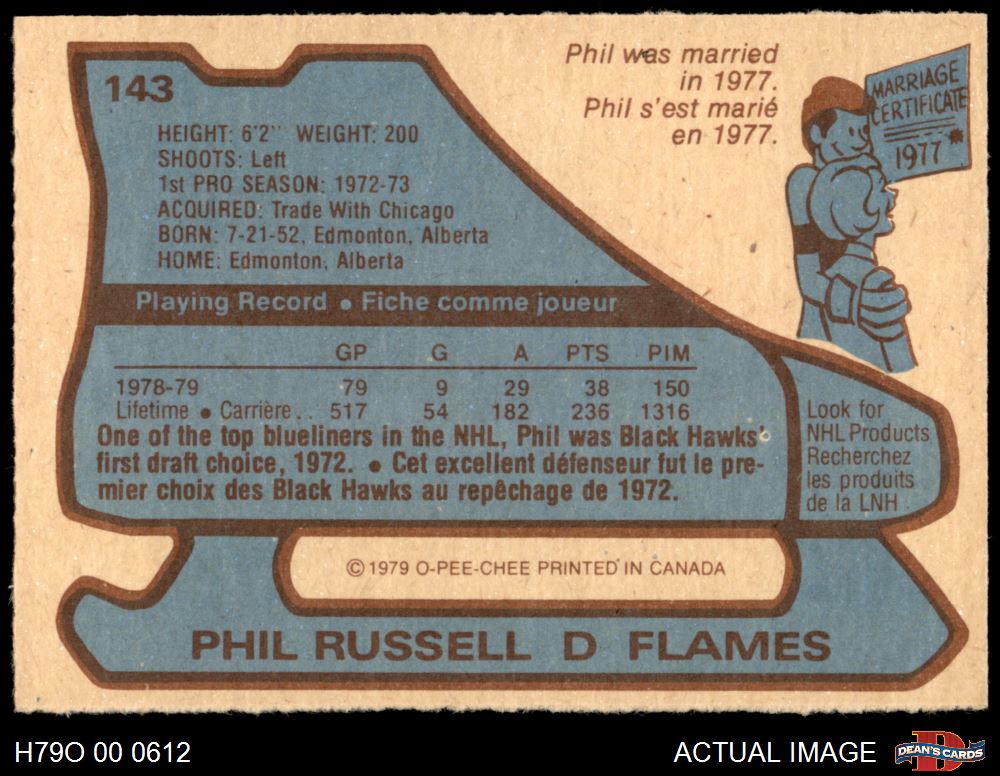 143
Phil was married
in 1977.
Phil s'est marié
en 1977.
MARRIAGE
CERTIFICATE
1977
HEIGHT: 6'2" WEIGHT: 200
SHOOTS: Left
1st PRO SEASON: 1972-73
ACQUIRED: Trade With Chicago
BORN: 7-21-52, Edmonton, Alberta
HOME: Edmonton, Alberta
Playing Record ● Fiche comme joueur
GP G A PTS PIM
1978-79 79 9 29 38 150
Lifetime ● Carrière.. 517 54 182 236 1316
One of the top blueliners in the NHL, Phil was Black Hawks'
first draft choice, 1972. ● Cet excellent défenseur fut le pre-
mier choix des Black Hawks au repêchage de 1972.
Look for
NHL Products
Recherchez
les produits
de la LNH
© 1979 O-PEE-CHEE PRINTED IN CANADA
PHIL RUSSELL D FLAMES
H79O 00 0612
ACTUAL IMAGE
D
DEAN'S CARDS